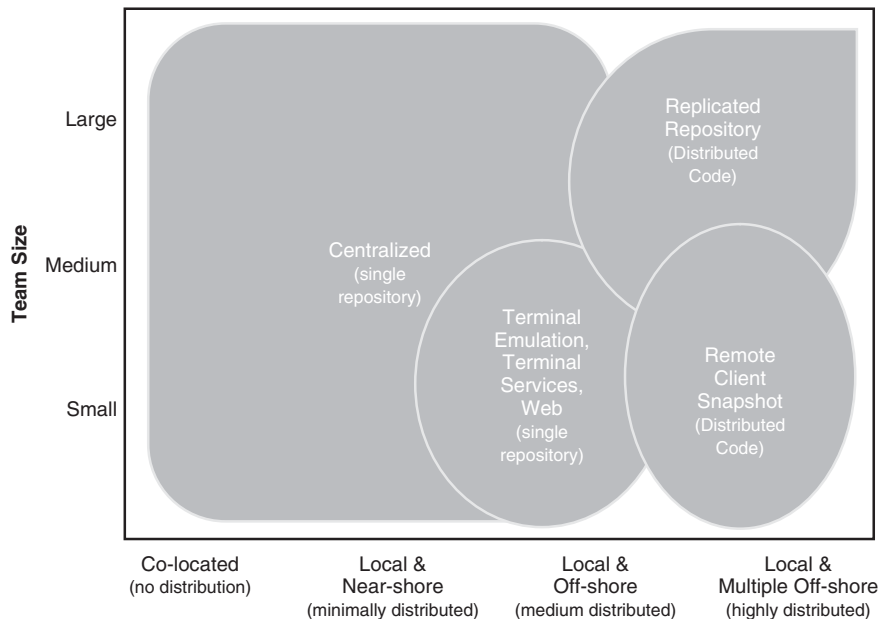 Team Size
Large
Medium
Small
Centralized
(single
repository)
Terminal
Emulation,
Terminal
Services,
Web
(single
repository)
Replicated
Repository
(Distributed
Code)
Remote
Client
Snapshot
(Distributed
Code)
Co-located
(no distribution)
Local &
Near-shore
(minimally distributed)
Local &
Off-shore
(medium distributed)
Local &
Multiple Off-shore
(highly distributed)